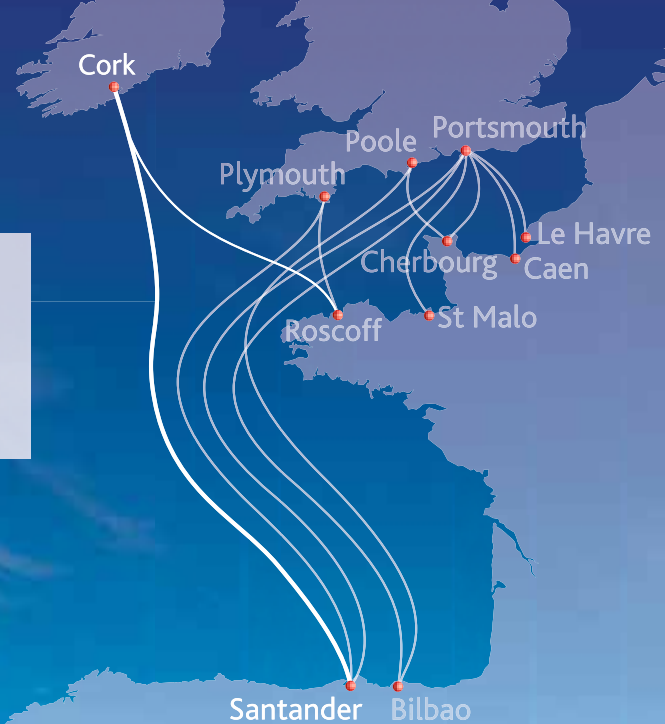 Cork
Portsmouth
Poole
Plymouth
Le Havre
Cherbourg
Caen
Roscoff
St Malo
Santander
Bilbao